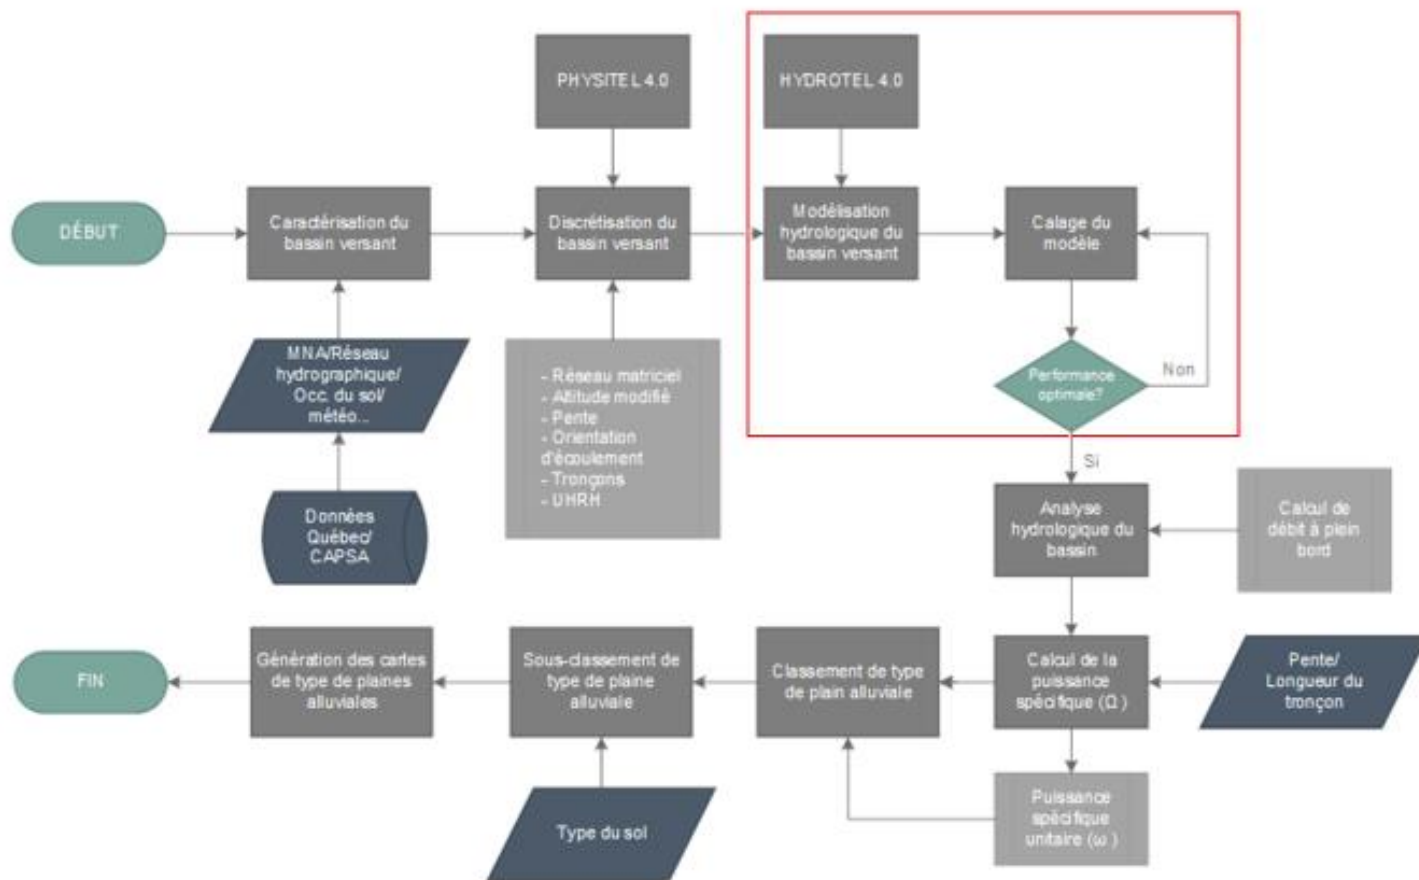 PHYSITEL 4.0
HYDROTEL 4.0
DÉBUT
Caractérisation du
bassin versant
Discrétisation du
bassin versant
Modélisation
hydrologique du
bassin versant
Calage du
modèle
MNA/Réseau
hydrographique/
Occ. du sol/
météo...
- Réseau matriciel
- Altitude modifié
- Pente
- Orientation
d'écoulement
- Tronçons
- UHRH
Performance
optimale?
Non
Si
Données
Québec/
CAPSA
Analyse
hydrologique du
bassin
Calcul de
débit à plein
bord
FIN
Génération des cartes
de type de plaines
alluviales
Sous-classement de
type de plaine
alluviale
Classement de type
de plain alluviale
Calcul de la
puissance
spécifique (Ω )
Pente/
Longueur du
tronçon
Type du sol
Puissance
spécifique
unitaire (ω )